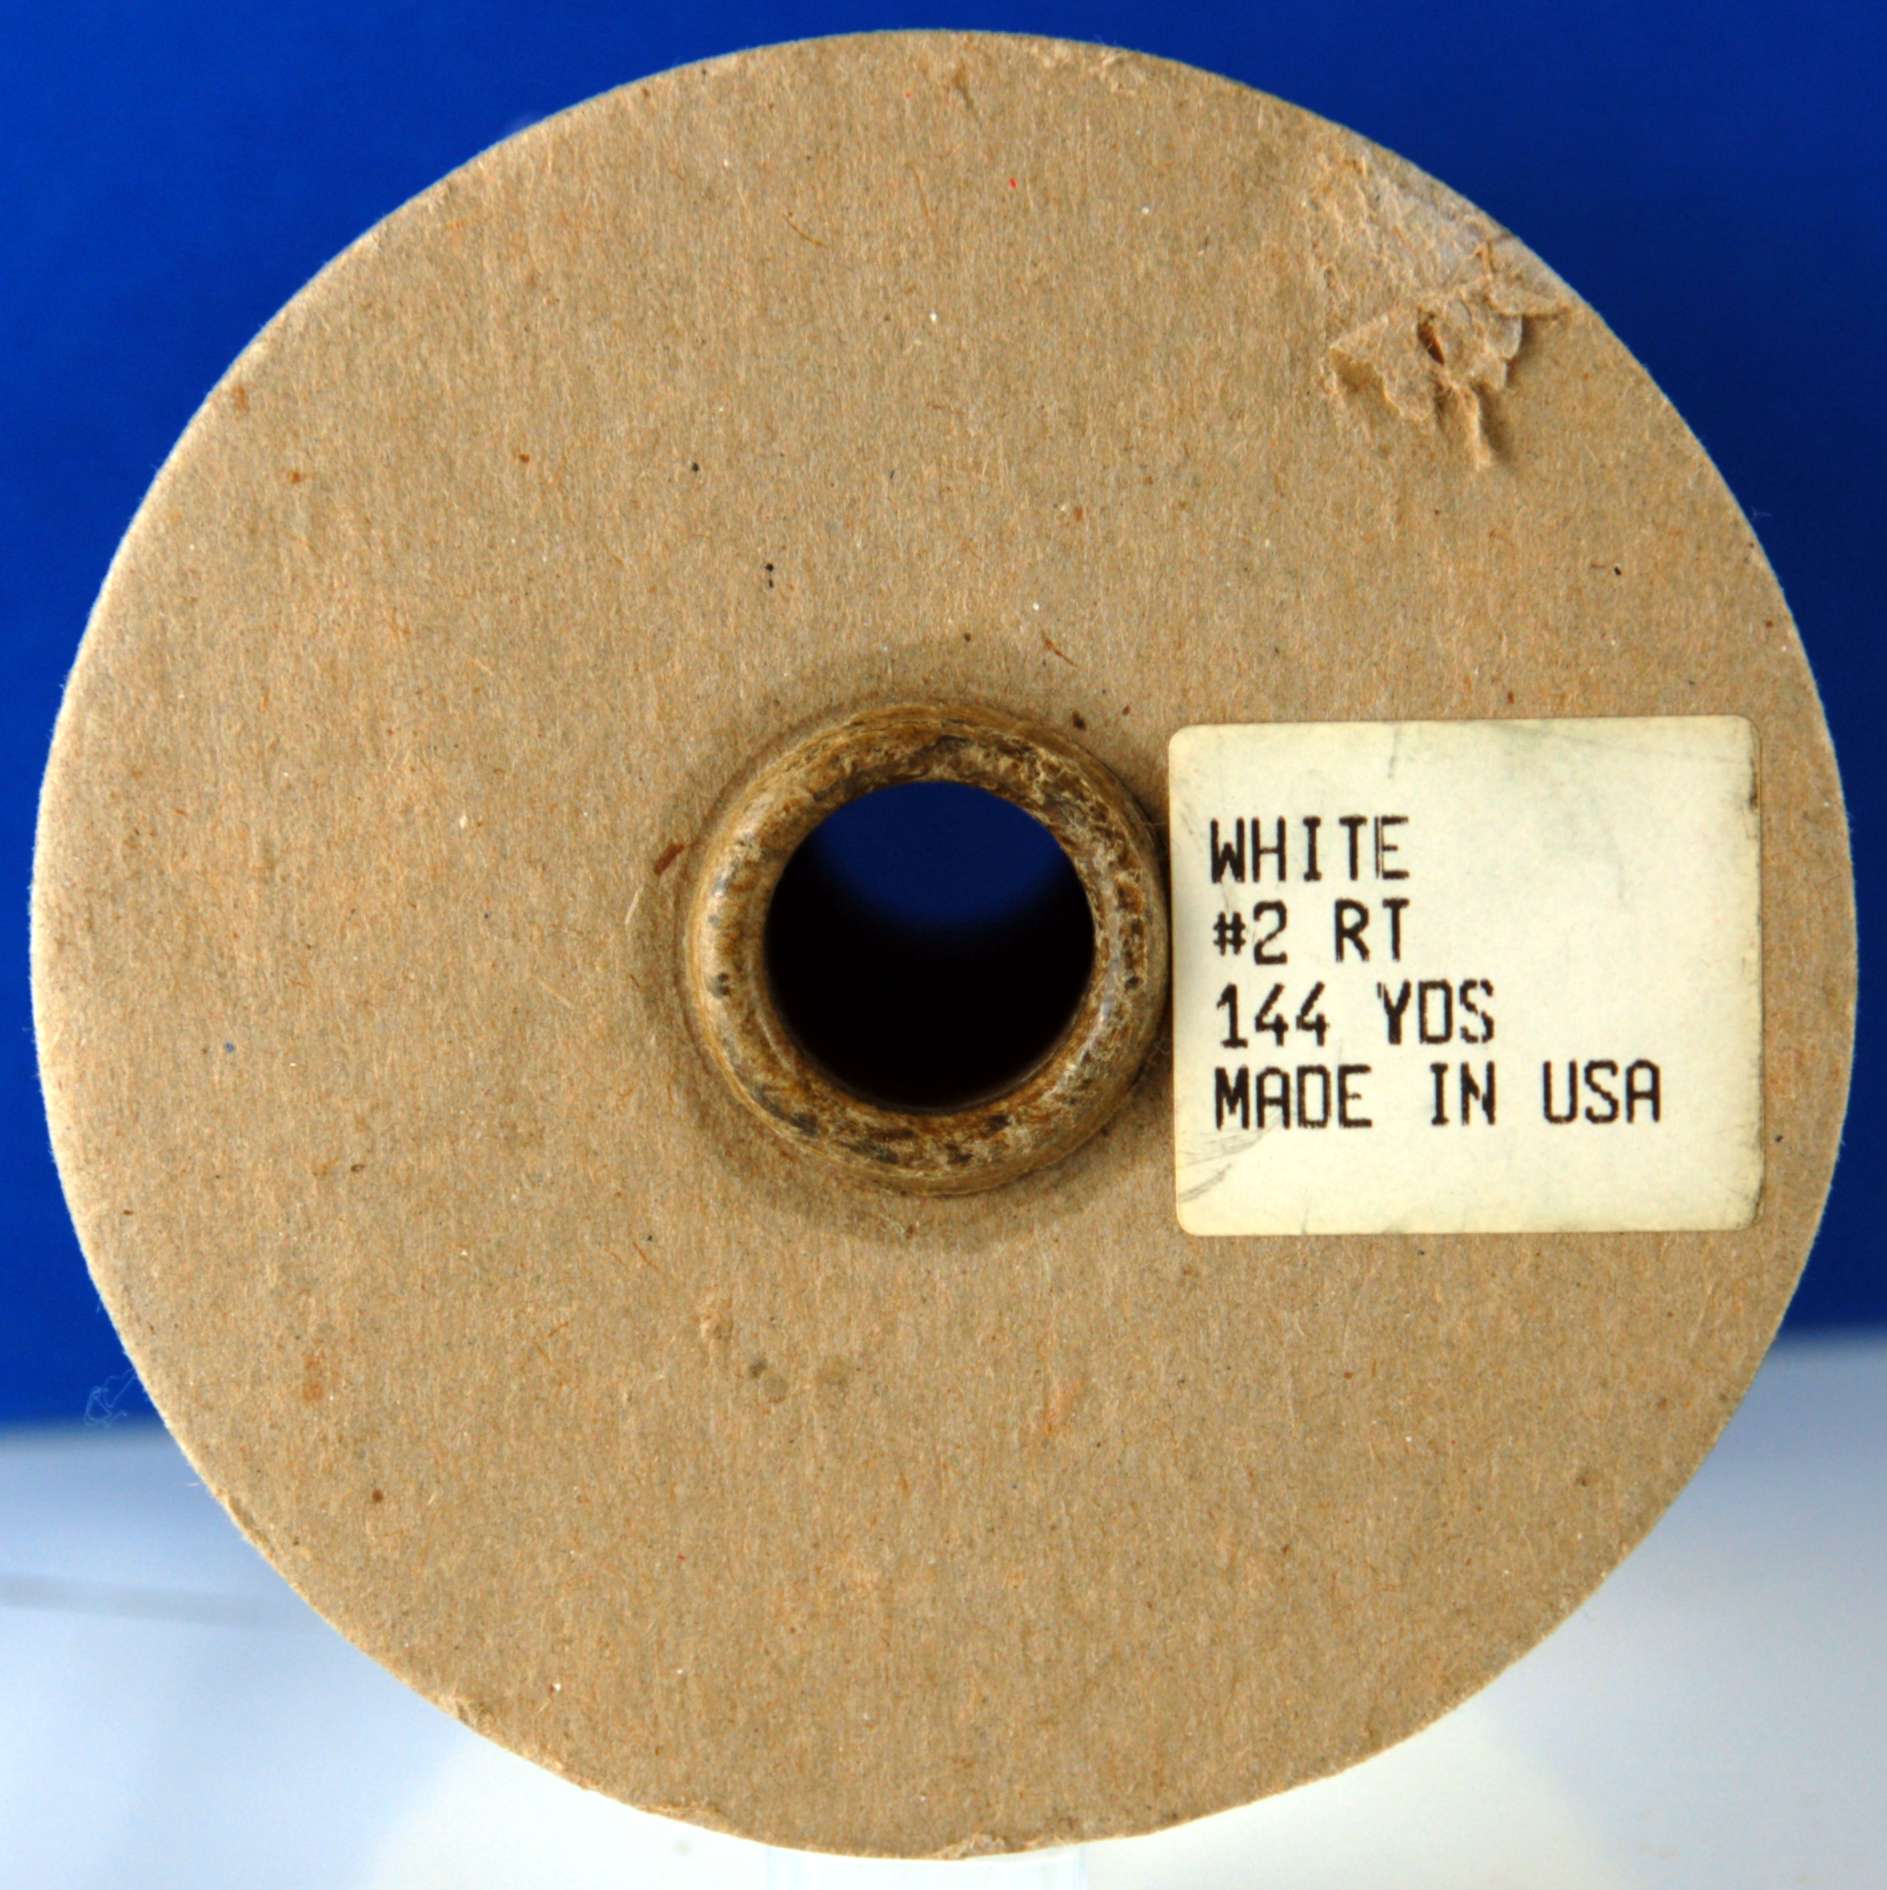 WHITE
#2 RT
144 YDS
MADE IN USA